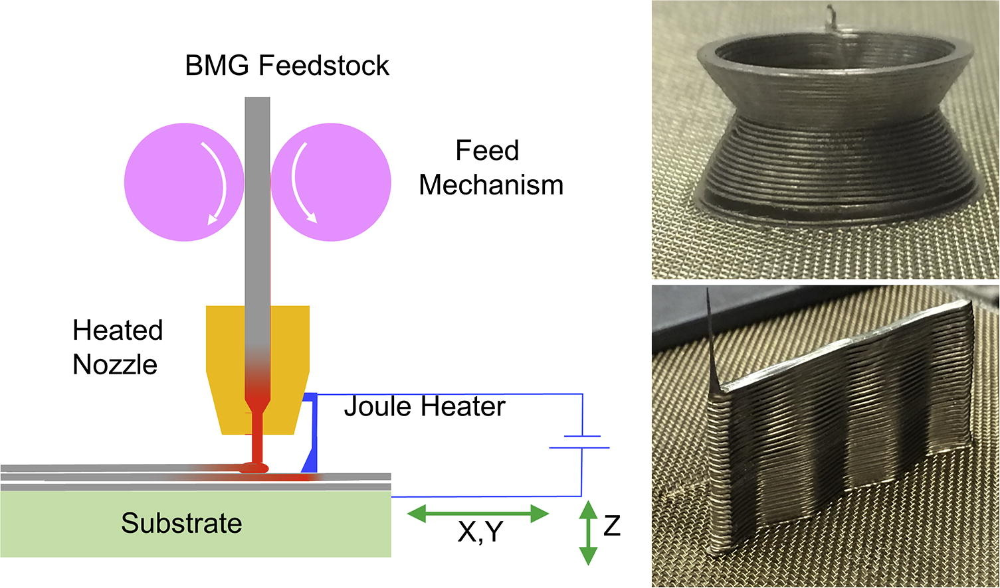 BMG Feedstock
Feed
Mechanism
Heated
Nozzle
Joule Heater
Substrate
X,Y
Z